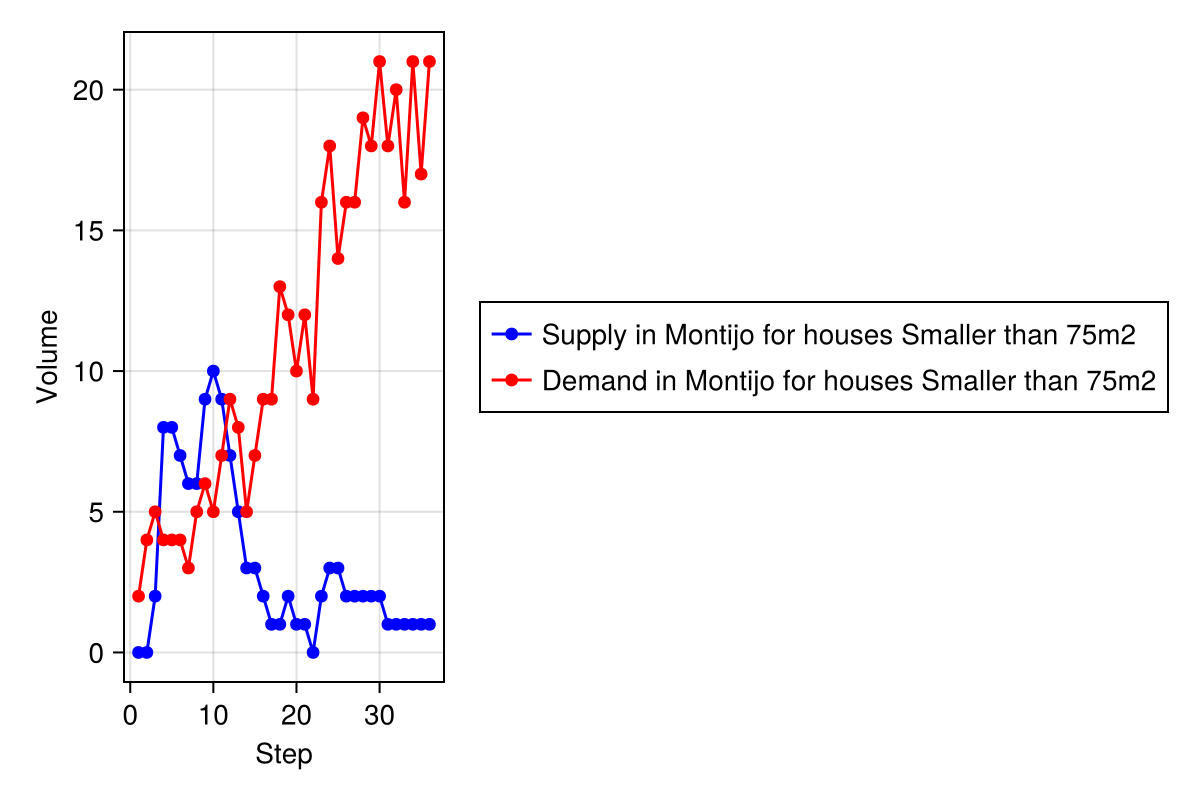 Volume
20
15
10
5
0
0 10 20 30
Step
Supply in Montijo for houses Smaller than 75m2
Demand in Montijo for houses Smaller than 75m2